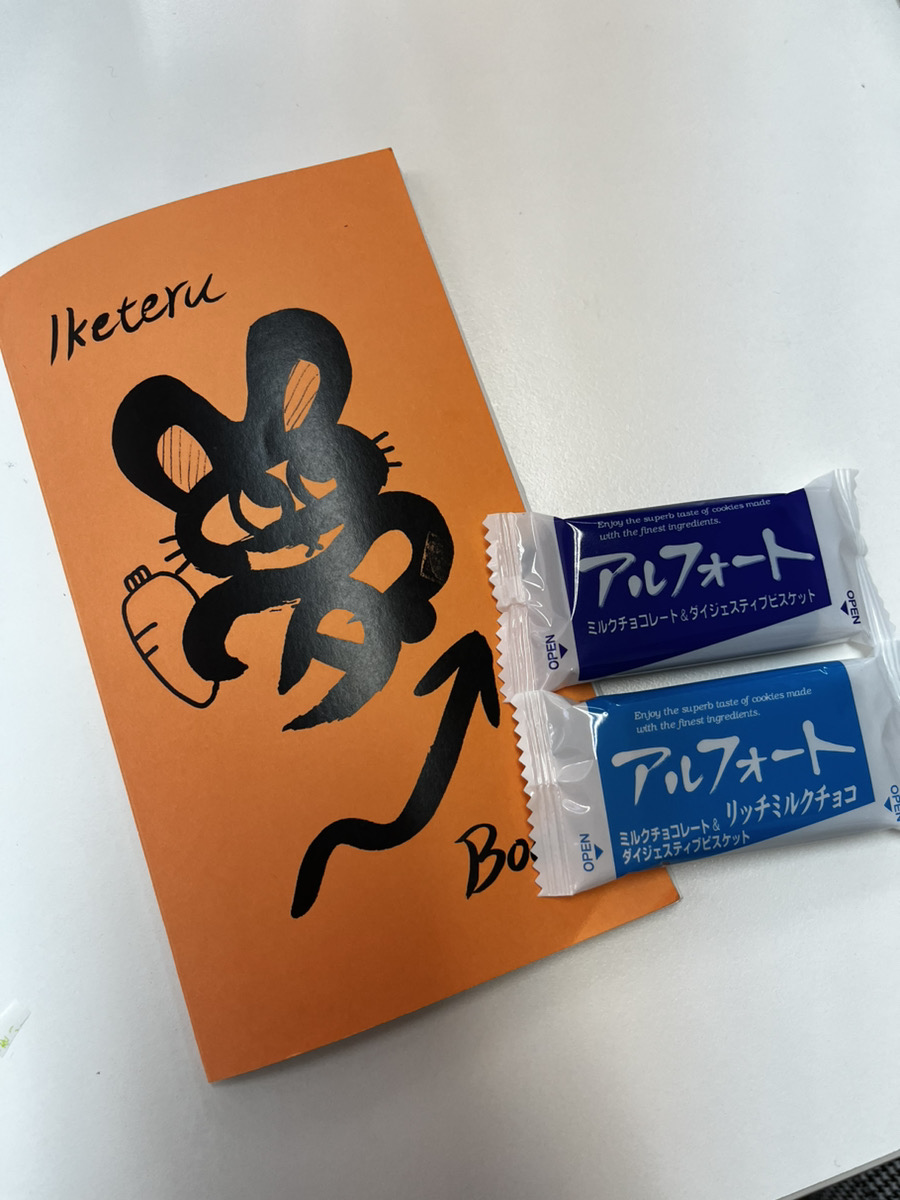 Iketeru
Enjoy the superb taste of cookies made
with the finest ingredients.
アルフォート
ミルクチョコレート&ダイジェスティブビスケット
OPEN
OPEN
Enjoy the superb taste of cookies made
with the finest ingredients.
アルフォート
リッチミルクチョコ
ミルクチョコレート&
ダイジェスティブビスケット
OPEN
OPEN